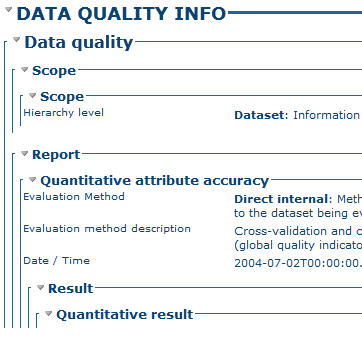 DATA QUALITY INFO
Data quality
Scope
Scope
Hierarchy level Dataset: Information
Report
Quantitative attribute accuracy
Evaluation Method Direct internal: Meth
to the dataset being ev
Evaluation method description Cross-validation and c
(global quality indicato
Date / Time 2004-07-02T00:00:00.
Result
Quantitative result